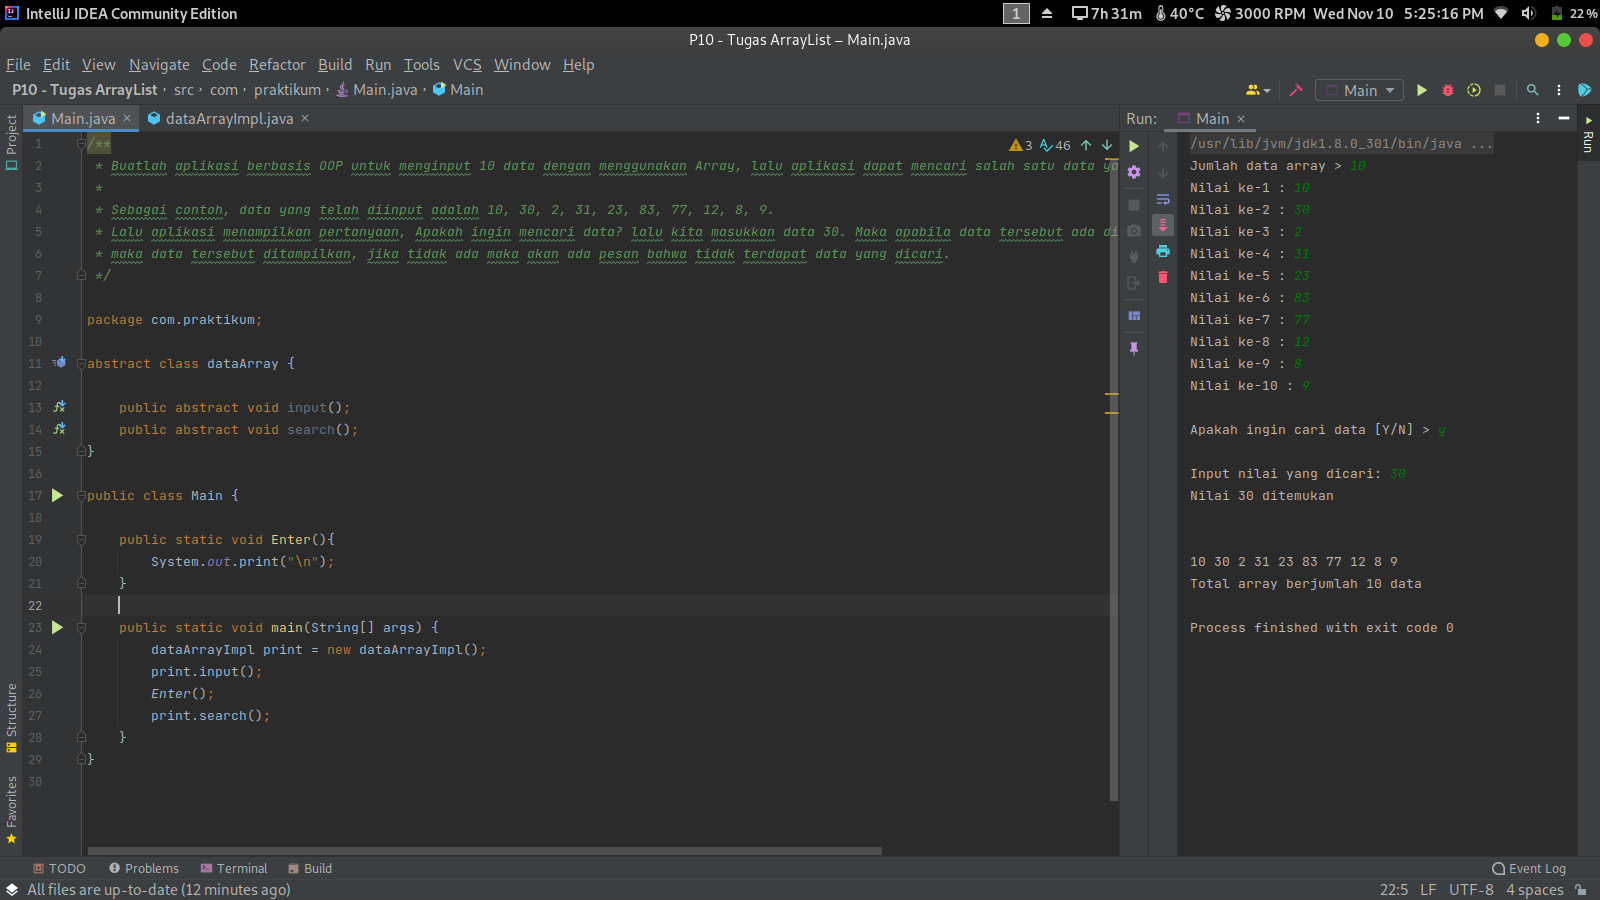 IntelliJ IDEA Community Edition
1 7h 31m 40°C 3000 RPM Wed Nov 10 5:25:16 PM 22%
P10 - Tugas ArrayList – Main.java
File Edit View Navigate Code Refactor Build Run Tools VCS Window Help
P10 - Tugas ArrayList › src › com › praktikum › Main.java › Main
Main
Project
Main.java × dataArrayImpl.java ×
3 46
1 /**
2 * Buatlah aplikasi berbasis OOP untuk menginput 10 data dengan menggunakan Array, lalu aplikasi dapat mencari salah satu data ya
3 *
4 * Sebagai contoh, data yang telah diinput adalah 10, 30, 2, 31, 23, 83, 77, 12, 8, 9.
5 * Lalu aplikasi menampilkan pertanyaan, Apakah ingin mencari data? lalu kita masukkan data 30. Maka apabila data tersebut ada di
6 * maka data tersebut ditampilkan, jika tidak ada maka akan ada pesan bahwa tidak terdapat data yang dicari.
7 */
8
9 package com.praktikum;
10
11 abstract class dataArray {
12
13 public abstract void input();
14 public abstract void search();
15 }
16
17 public class Main {
18
19 public static void Enter(){
20 System.out.print("\n");
21 }
22
23 public static void main(String[] args) {
24 dataArrayImpl print = new dataArrayImpl();
25 print.input();
26 Enter();
27 print.search();
28 }
29 }
30
Run: Main ×
Run
/usr/lib/jvm/jdk1.8.0_301/bin/java ...
Jumlah data array > 10
Nilai ke-1 : 10
Nilai ke-2 : 30
Nilai ke-3 : 2
Nilai ke-4 : 31
Nilai ke-5 : 23
Nilai ke-6 : 83
Nilai ke-7 : 77
Nilai ke-8 : 12
Nilai ke-9 : 8
Nilai ke-10 : 9
Apakah ingin cari data [Y/N] > y
Input nilai yang dicari: 30
Nilai 30 ditemukan
10 30 2 31 23 83 77 12 8 9
Total array berjumlah 10 data
Process finished with exit code 0
Structure
Favorites
TODO Problems Terminal Build Event Log
All files are up-to-date (12 minutes ago) 22:5 LF UTF-8 4 spaces